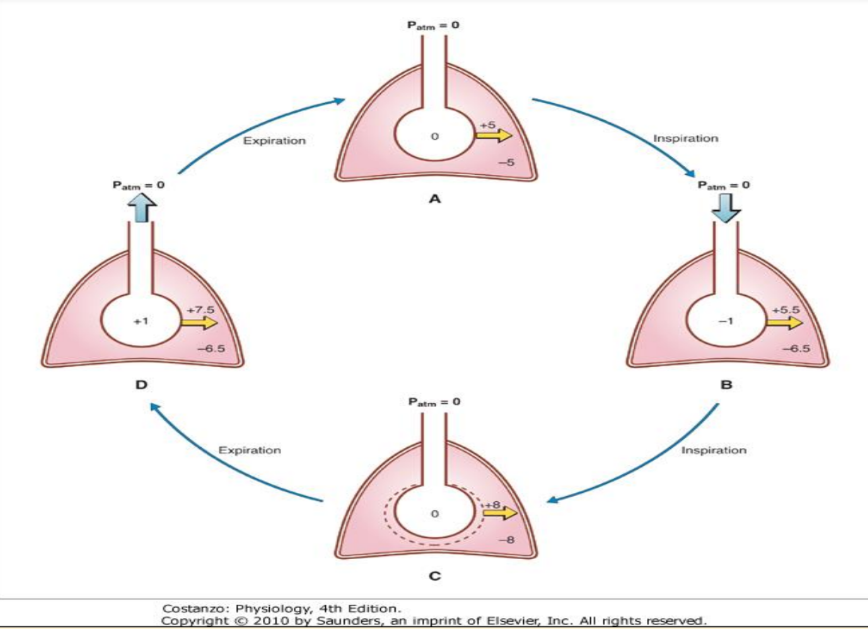 Patm = 0
0
+5
−5
A
Expiration
Inspiration
Patm = 0
+1
+7.5
−6.5
D
Patm = 0
−1
+5.5
−6.5
B
Expiration
Inspiration
Patm = 0
0
+8
−8
C
Costanzo: Physiology, 4th Edition.
Copyright © 2010 by Saunders, an imprint of Elsevier, Inc. All rights reserved.